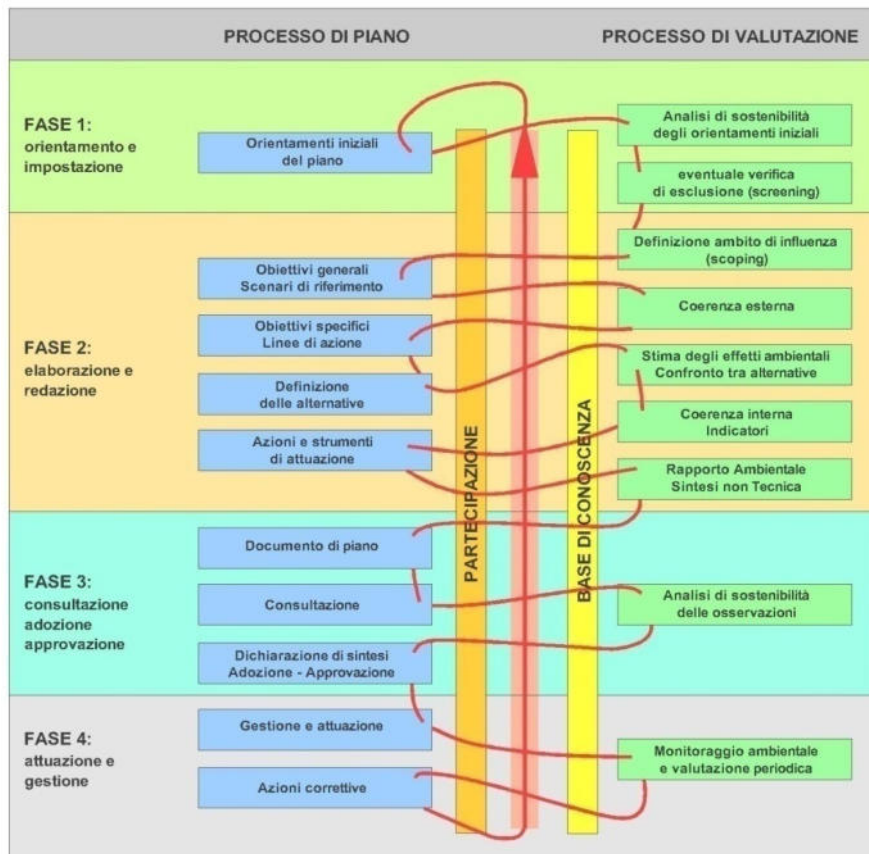 PROCESSO DI PIANO
PROCESSO DI VALUTAZIONE
FASE 1:
orientamento e
impostazione
Orientamenti iniziali
del piano
Analisi di sostenibilità
degli orientamenti iniziali
eventuale verifica
di esclusione (screening)
FASE 2:
elaborazione e
redazione
Definizione ambito di influenza
(scoping)
Obiettivi generali
Scenari di riferimento
Coerenza esterna
Obiettivi specifici
Linee di azione
Stima degli effetti ambientali
Confronto tra alternative
Definizione
delle alternative
Coerenza interna
Indicatori
Azioni e strumenti
di attuazione
Rapporto Ambientale
Sintesi non Tecnica
PARTECIPAZIONE
BASE DI CONOSCENZA
FASE 3:
consultazione
adozione
approvazione
Documento di piano
Consultazione
Analisi di sostenibilità
delle osservazioni
Dichiarazione di sintesi
Adozione - Approvazione
FASE 4:
attuazione e
gestione
Gestione e attuazione
Monitoraggio ambientale
e valutazione periodica
Azioni correttive